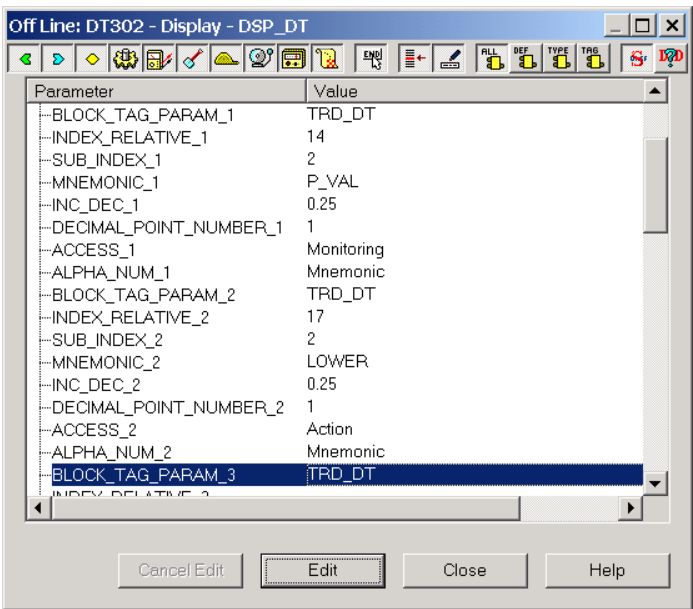 Off Line: DT302 - Display - DSP_DT
END ALL DEF TYPE TAG
Parameter Value
BLOCK_TAG_PARAM_1 TRD_DT
INDEX_RELATIVE_1 14
SUB_INDEX_1 2
MNEMONIC_1 P_VAL
INC_DEC_1 0.25
DECIMAL_POINT_NUMBER_1 1
ACCESS_1 Monitoring
ALPHA_NUM_1 Mnemonic
BLOCK_TAG_PARAM_2 TRD_DT
INDEX_RELATIVE_2 17
SUB_INDEX_2 2
MNEMONIC_2 LOWER
INC_DEC_2 0.25
DECIMAL_POINT_NUMBER_2 1
ACCESS_2 Action
ALPHA_NUM_2 Mnemonic
BLOCK_TAG_PARAM_3 TRD_DT
Cancel Edit Edit Close Help